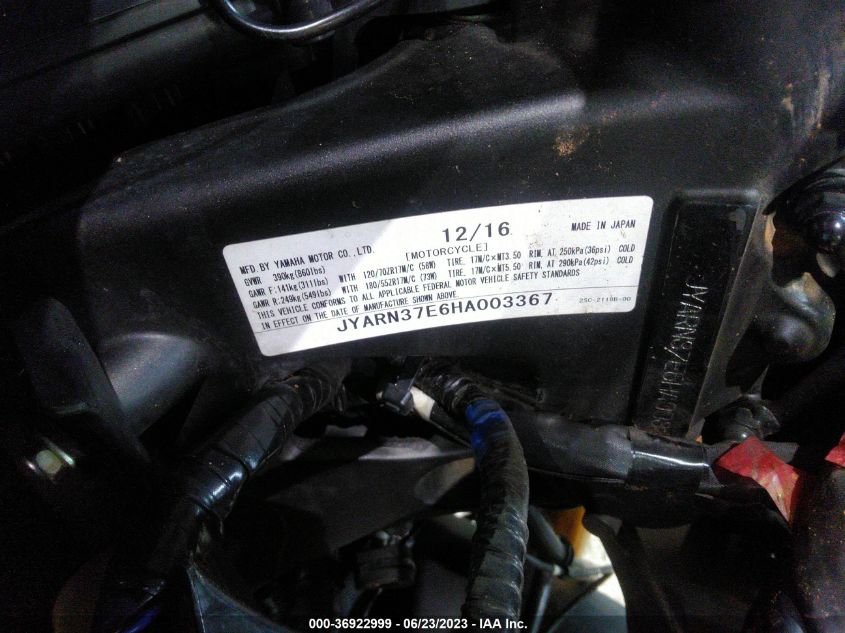 12/16
MADE IN JAPAN
MFD. BY YAMAHA MOTOR CO., LTD.
[MOTORCYCLE]
GVWR 390kg(860lbs)
GAWR F:141kg(311lbs) WITH 120/70ZR17M/C (58W) TIRE, 17M/C×MT3.50 RIM, AT 250kPa(36psi) COLD
GAWR R:249kg(549lbs) WITH 180/55ZR17M/C (73W) TIRE, 17M/C×MT5.50 RIM, AT 290kPa(42psi) COLD
THIS VEHICLE CONFORMS TO ALL APPLICABLE FEDERAL MOTOR VEHICLE SAFETY STANDARDS
IN EFFECT ON THE DATE OF MANUFACTURE SHOWN ABOVE.
JYARN37E6HA003367
000-36922999 / 06/23/2023 - IAA Inc.